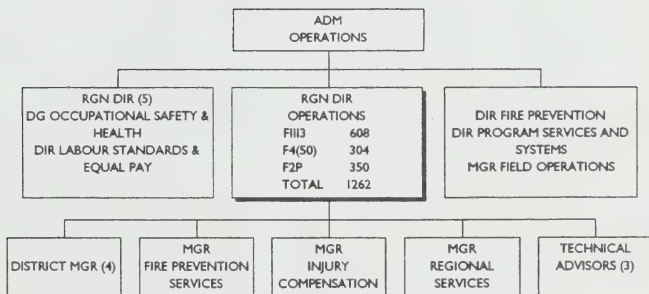 ADM
OPERATIONS
RGN DIR (5)
DG OCCUPATIONAL SAFETY &
HEALTH
DIR LABOUR STANDARDS &
EQUAL PAY
RGN DIR
OPERATIONS
FIII3 608
F4(50) 304
F2P 350
TOTAL 1262
DIR FIRE PREVENTION
DIR PROGRAM SERVICES AND
SYSTEMS
MGR FIELD OPERATIONS
DISTRICT MGR (4)
MGR
FIRE PREVENTION
SERVICES
MGR
INJURY
COMPENSATION
MGR
REGIONAL
SERVICES
TECHNICAL
ADVISORS (3)